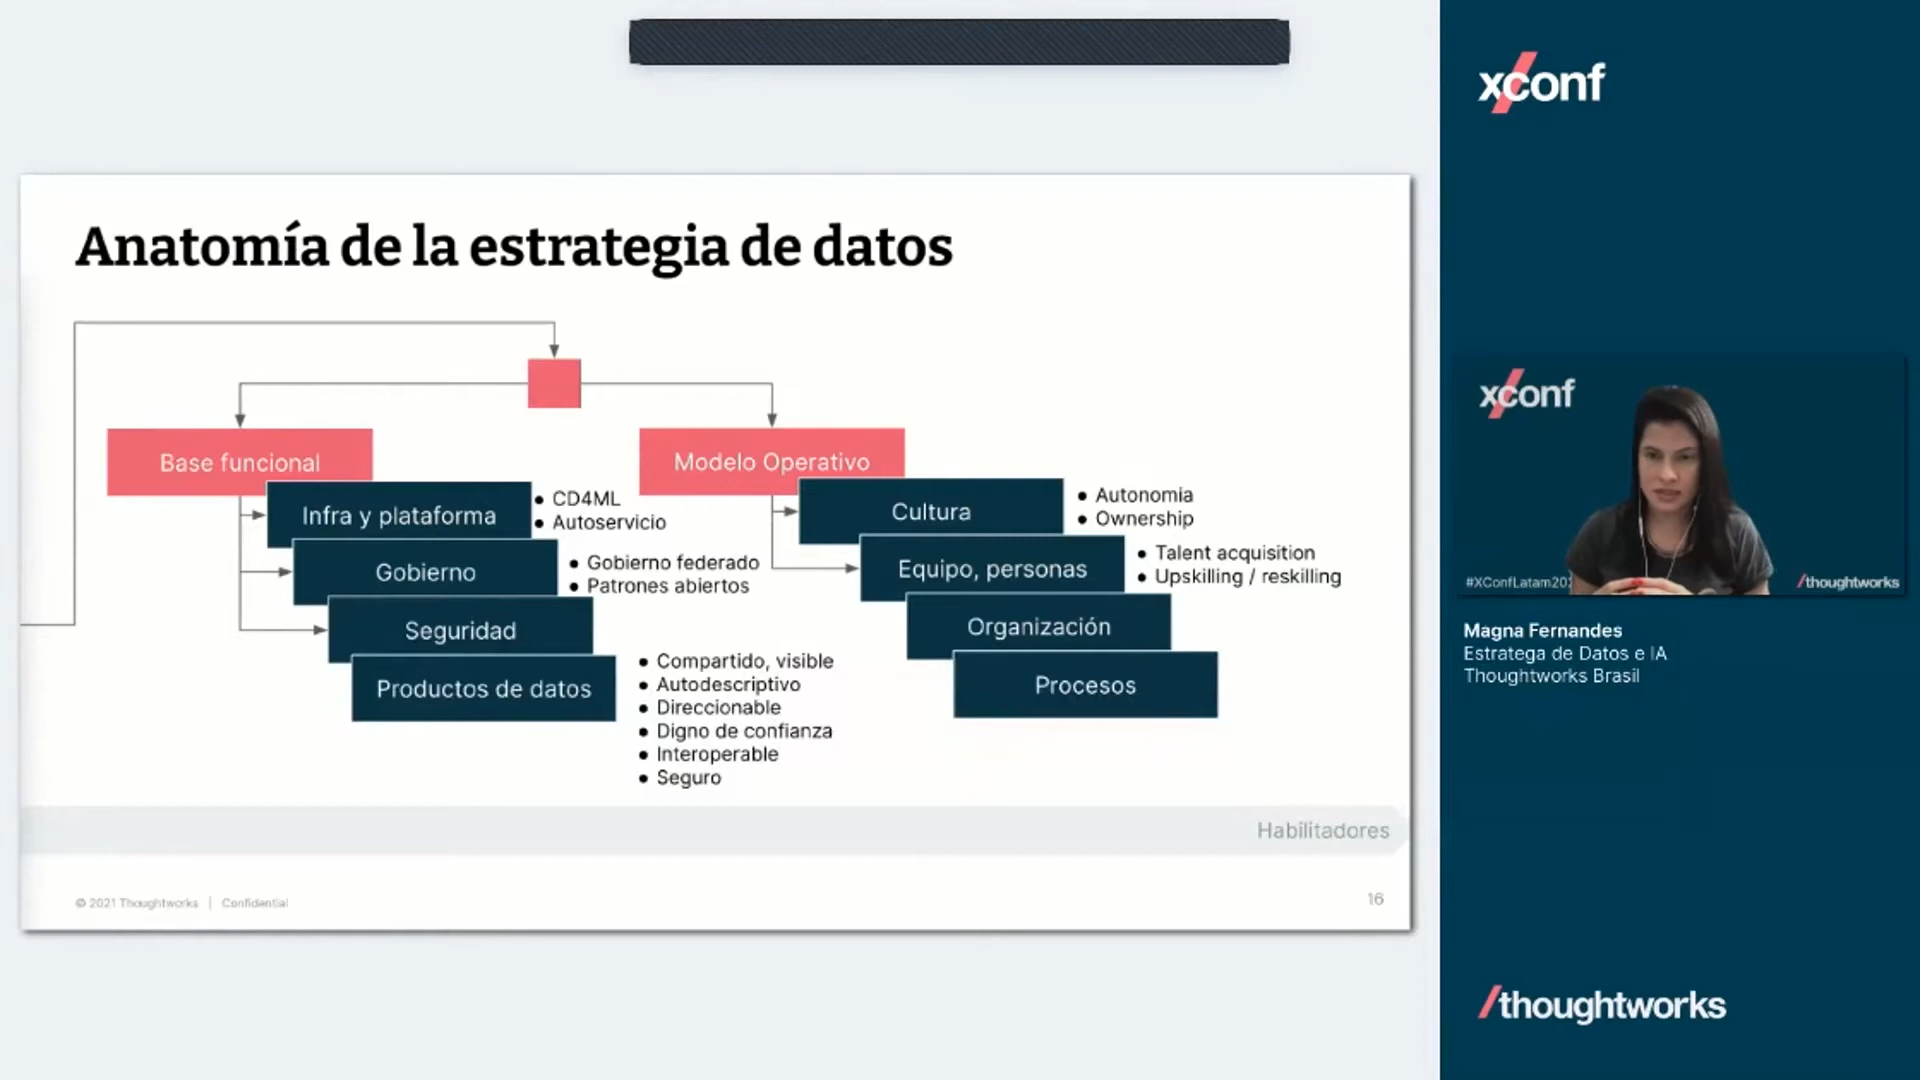 xconf
Anatomía de la estrategia de datos
Base funcional
Modelo Operativo
Infra y plataforma
● CD4ML
● Autoservicio
Gobierno
● Gobierno federado
● Patrones abiertos
Seguridad
Productos de datos
● Compartido, visible
● Autodescriptivo
● Direccionable
● Digno de confianza
● Interoperable
● Seguro
Cultura
● Autonomia
● Ownership
Equipo, personas
● Talent acquisition
● Upskilling / reskilling
Organización
Procesos
Habilitadores
© 2021 Thoughtworks | Confidential
16
xconf
#XConfLatam202
/thoughtworks
Magna Fernandes
Estratega de Datos e IA
Thoughtworks Brasil
/thoughtworks